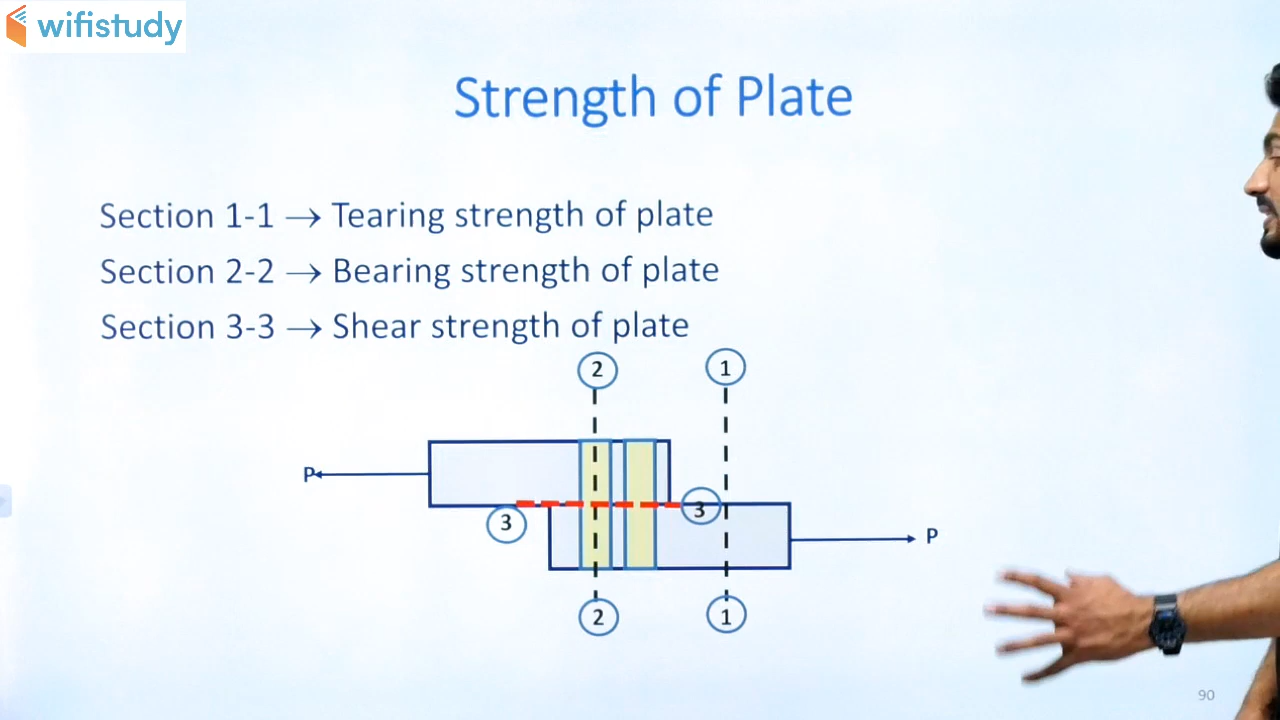 wifistudy
Strength of Plate
Section 1-1 → Tearing strength of plate
Section 2-2 → Bearing strength of plate
Section 3-3 → Shear strength of plate
2 1
P
3 3
P
2 1
90